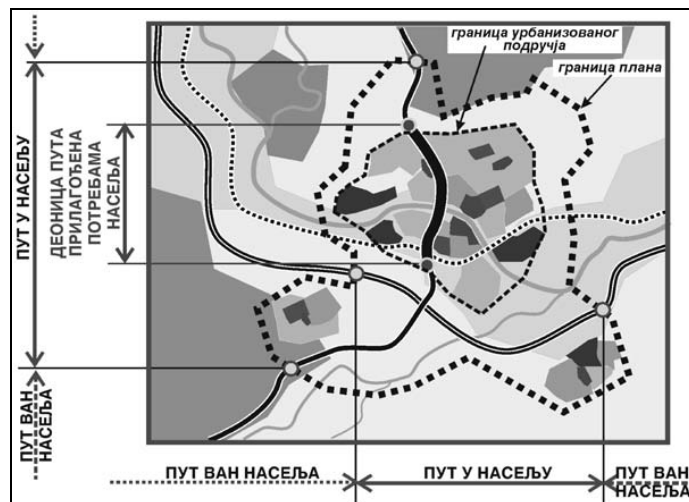 граница урбанизованог
подручја
граница плана
ПУТ У НАСЕЉУ
ДЕОНИЦА ПУТА
ПРИЛАГОЂЕНА
ПОТРЕБАМА
НАСЕЉА
ПУТ ВАН
НАСЕЉА
ПУТ ВАН НАСЕЉА
ПУТ У НАСЕЉУ
ПУТ ВАН
НАСЕЉА